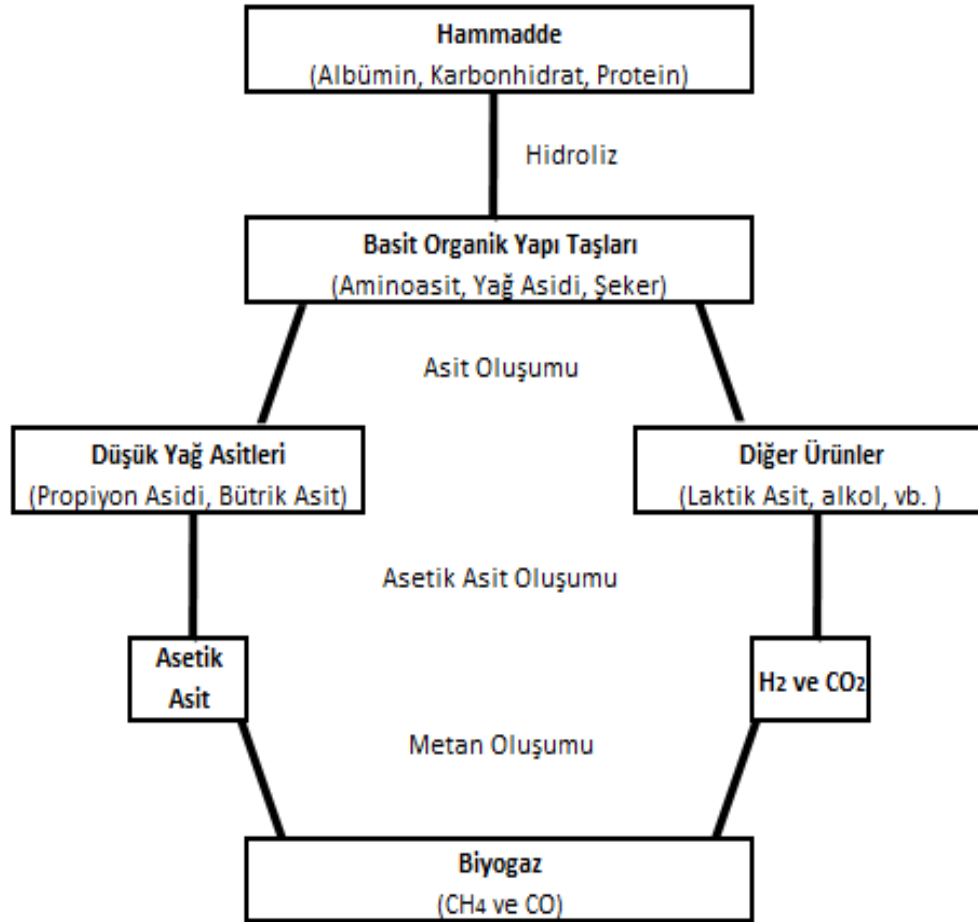 Hammadde
(Albümin, Karbonhidrat, Protein)
Hidroliz
Basit Organik Yapı Taşları
(Aminoasit, Yağ Asidi, Şeker)
Asit Oluşumu
Düşük Yağ Asitleri
(Propiyon Asidi, Bütrik Asit)
Diğer Ürünler
(Laktik Asit, alkol, vb. )
Asetik Asit Oluşumu
Asetik
Asit
H2 ve CO2
Metan Oluşumu
Biyogaz
(CH4 ve CO)